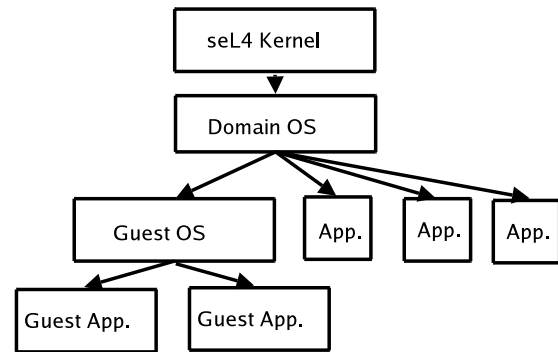 seL4 Kernel
Domain OS
Guest OS
App.
App.
App.
Guest App.
Guest App.